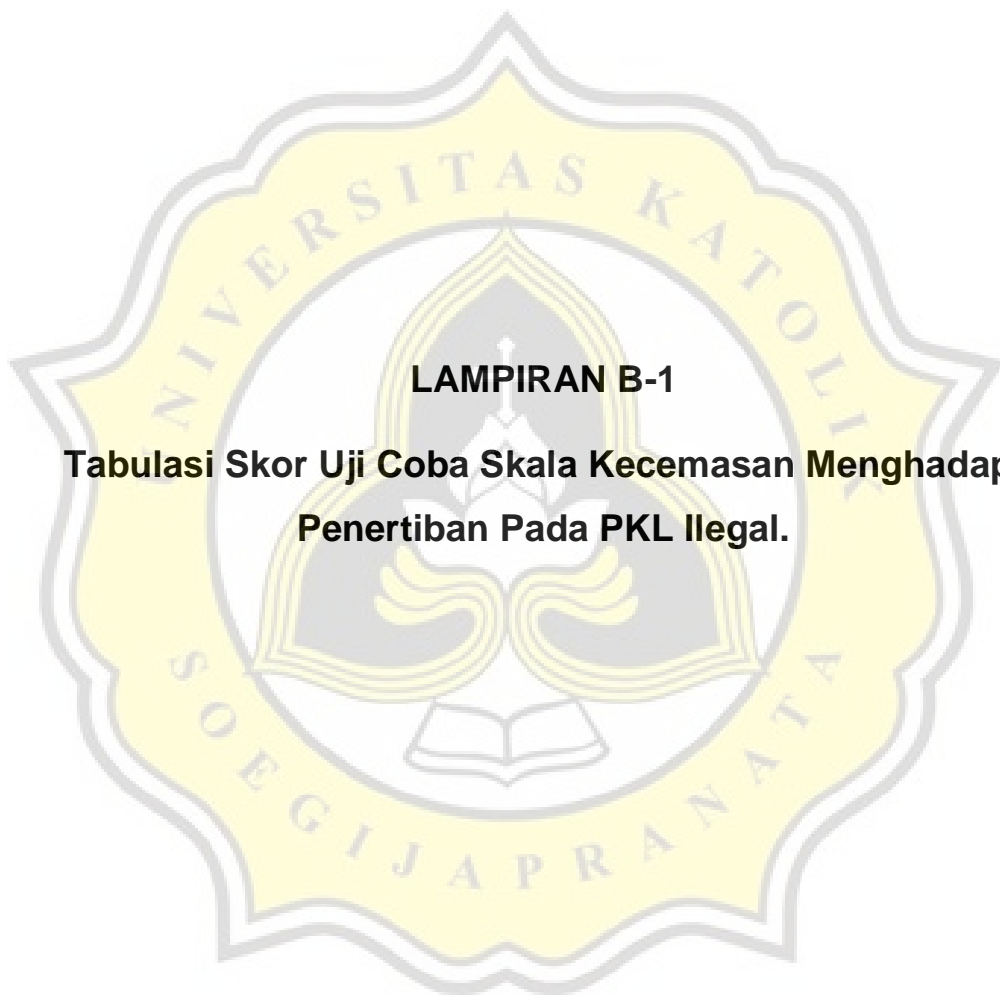 UNIVERSITAS KATOLIK
LAMPIRAN B-1
Tabulasi Skor Uji Coba Skala Kecemasan Menghadap
Penertiban Pada PKL Ilegal.
SOEGIJAPRANATA